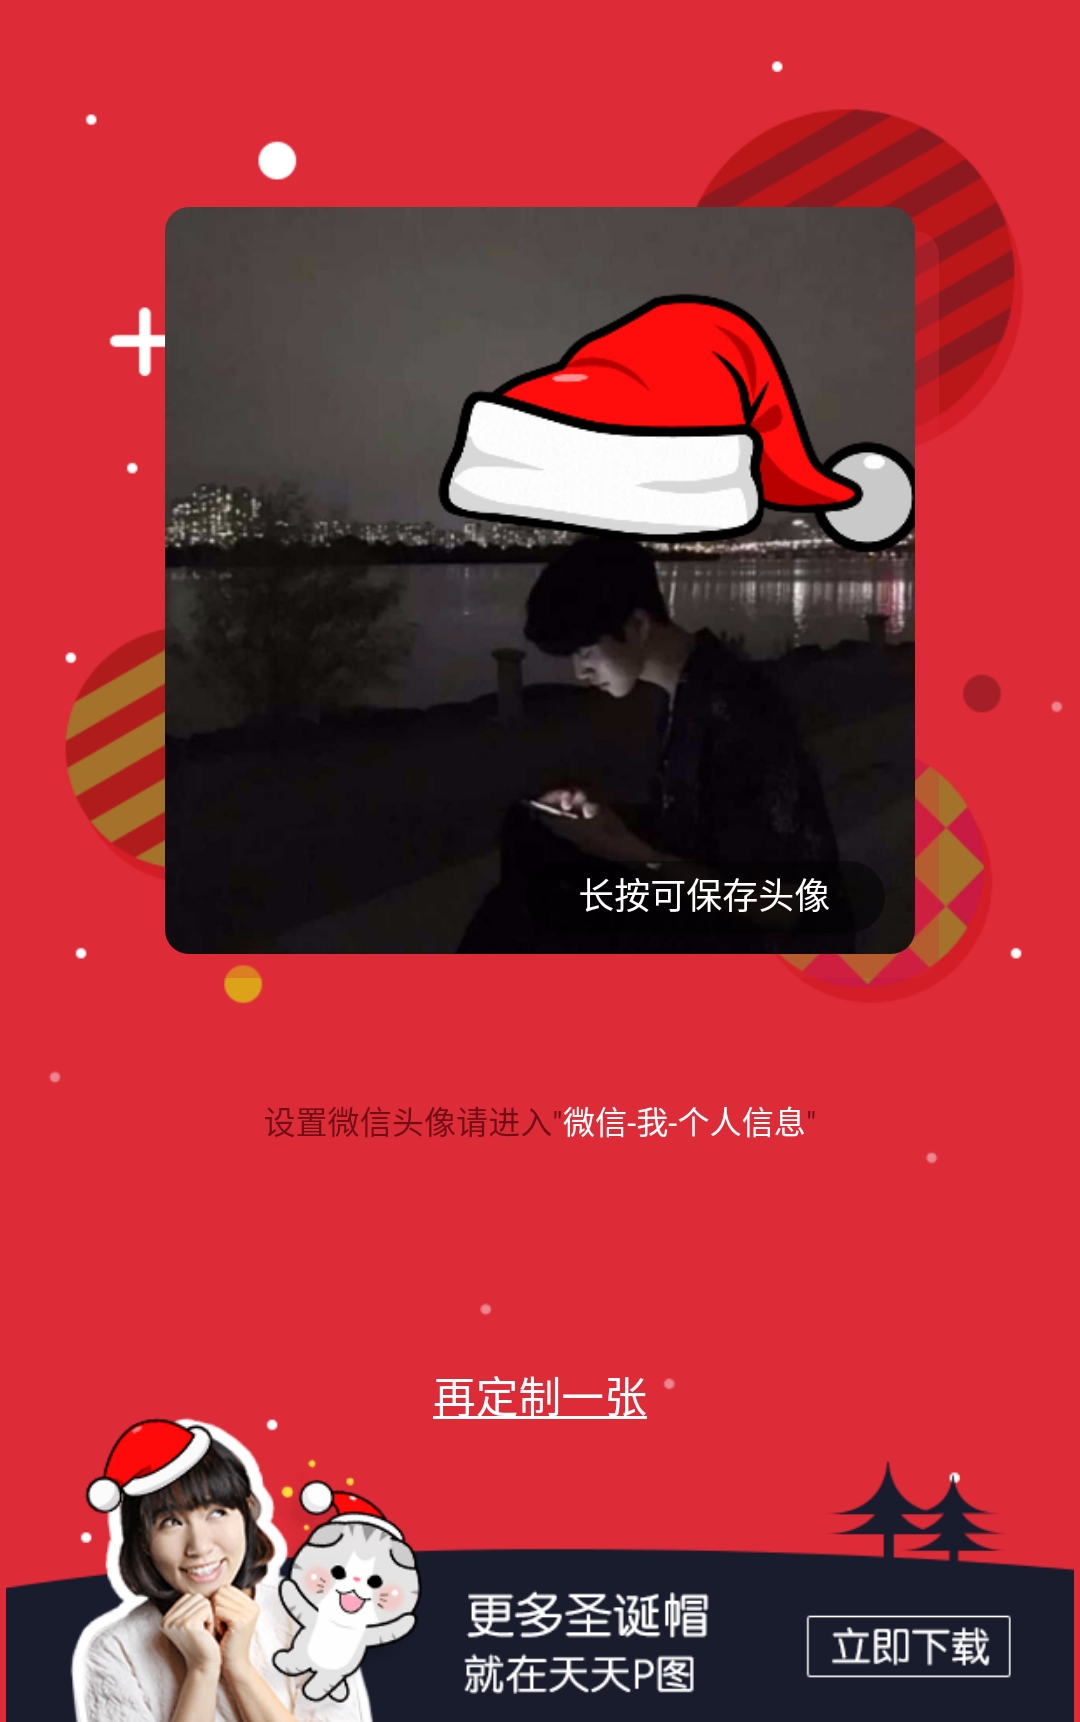 长按可保存头像
设置微信头像请进入"微信-我-个人信息"
再定制一张
更多圣诞帽
就在天天P图
立即下载